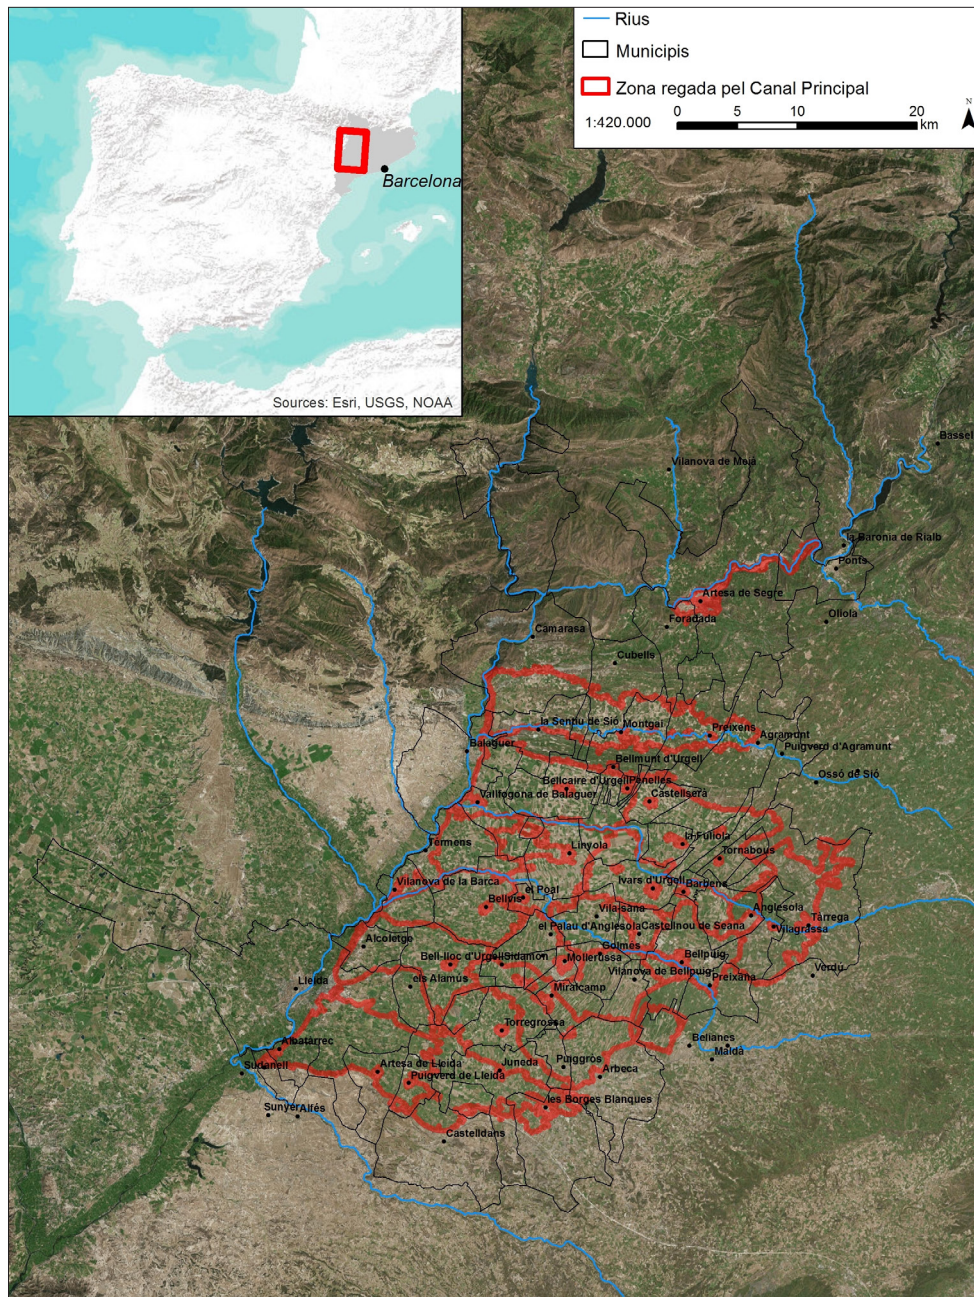 Rius
Municipis
Zona regada pel Canal Principal
1:420.000
0 5 10 20
km
N
Barcelona
Sources: Esri, USGS, NOAA
Bassel
Vilanova de Meià
la Baronia de Rialb
Ponts
Artesa de Segre
Oliola
Foradada
Camarasa
Cubells
la Sentiu de Sió
Montgai
Preixens
Agramunt
Puigverd d'Agramunt
Balaguer
Bellmunt d'Urgell
Ossó de Sió
Bellcaire d'Urgell
Penelles
Castellserà
Vallfogona de Balaguer
la Fuliola
Térmens
Linyola
Tornabous
Ivars d'Urgell
Barbens
Vilanova de la Barca
el Poal
Bellvís
Vila-sana
Anglesola
Tàrrega
Vilagrassa
el Palau d'Anglesola
Castellnou de Seana
Alcoletge
Golmés
Bell-lloc d'Urgell
Sidamon
Mollerussa
Bellpuig
Verdú
Vilanova de Bellpuig
Preixana
els Alamús
Lleida
Miralcamp
Torregrossa
Belianes
Maldà
Albatàrrec
Sudanell
Artesa de Lleida
Juneda
Puiggròs
Puigverd de Lleida
Arbeca
les Borges Blanques
Sunyer
Alfés
Castelldans